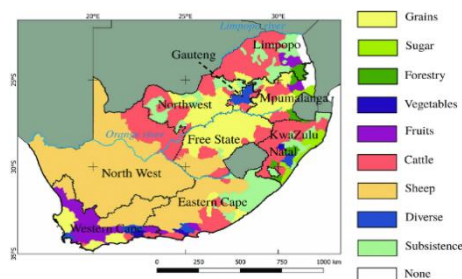 20°E 25°E 30°E
Limpopo river
Limpopo
Gauteng
25°S
Northwest
Mpumalanga
Orange river
Free State
KwaZulu
Natal
30°S
North West
Eastern Cape
Western Cape
35°S
0 250 500 750 1000 km
Grains
Sugar
Forestry
Vegetables
Fruits
Cattle
Sheep
Diverse
Subsistence
None